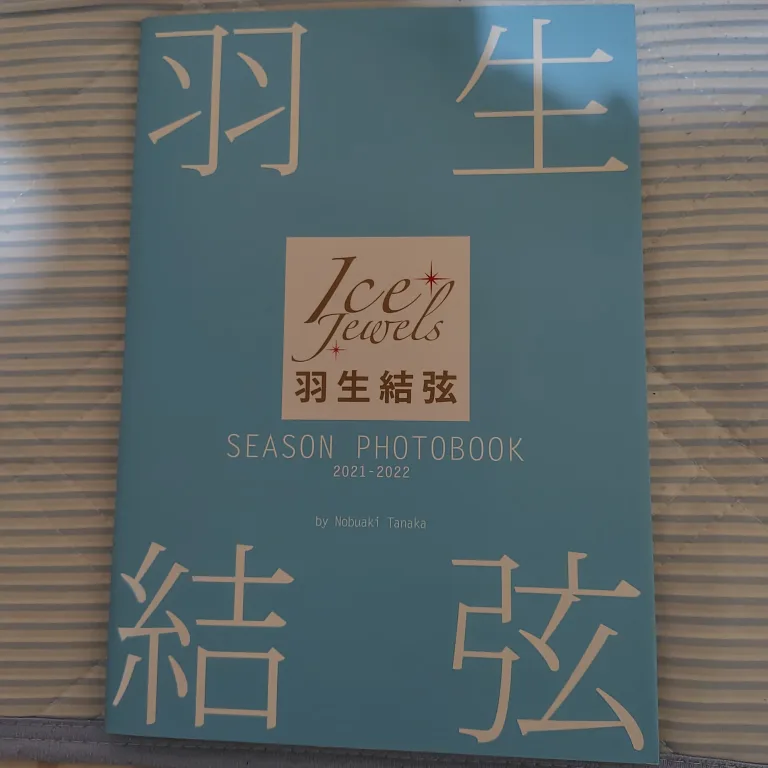 羽生
Ice
Jewels
羽生結弦
SEASON PHOTOBOOK
2021-2022
by Nobuaki Tanaka
結弦